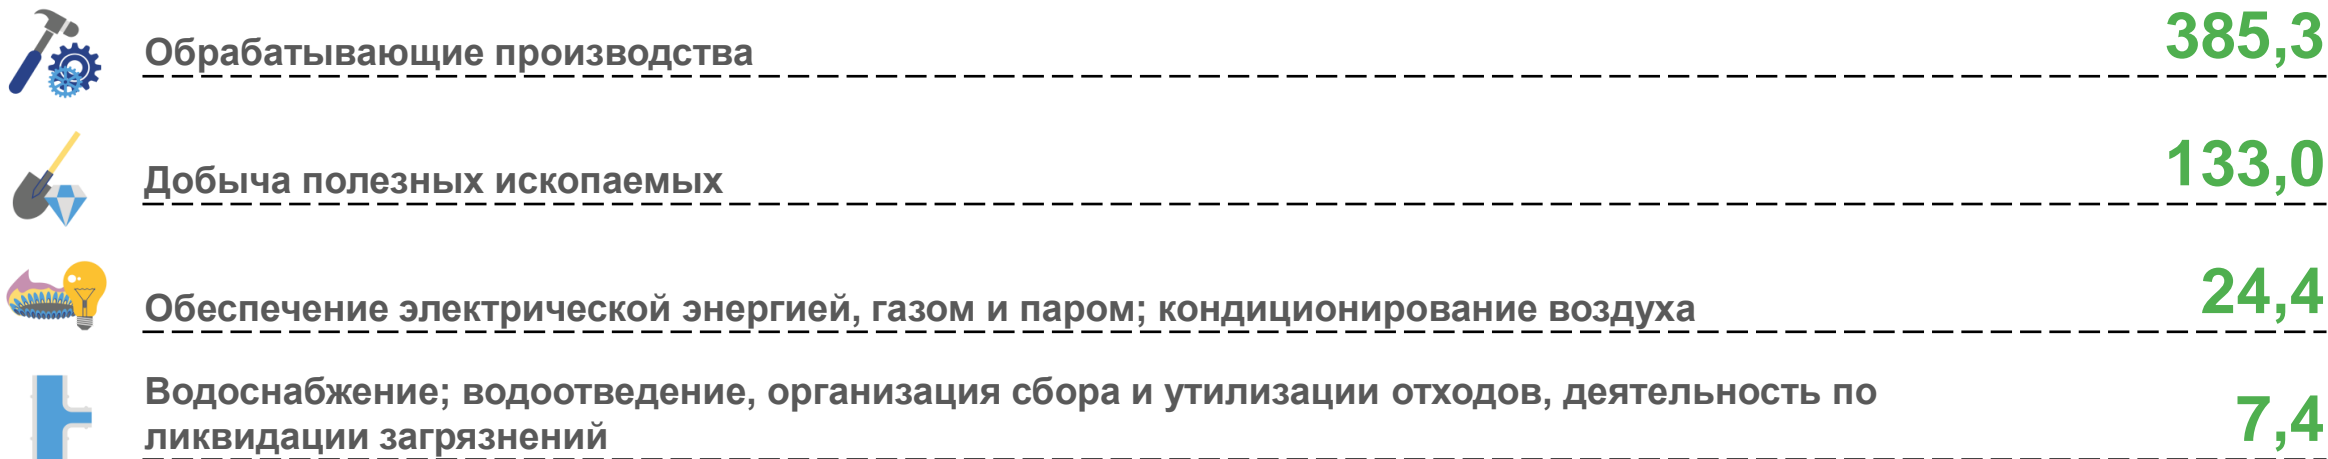 Обрабатывающие производства 385,3
Добыча полезных ископаемых 133,0
Обеспечение электрической энергией, газом и паром; кондиционирование воздуха 24,4
Водоснабжение; водоотведение, организация сбора и утилизации отходов, деятельность по
ликвидации загрязнений 7,4